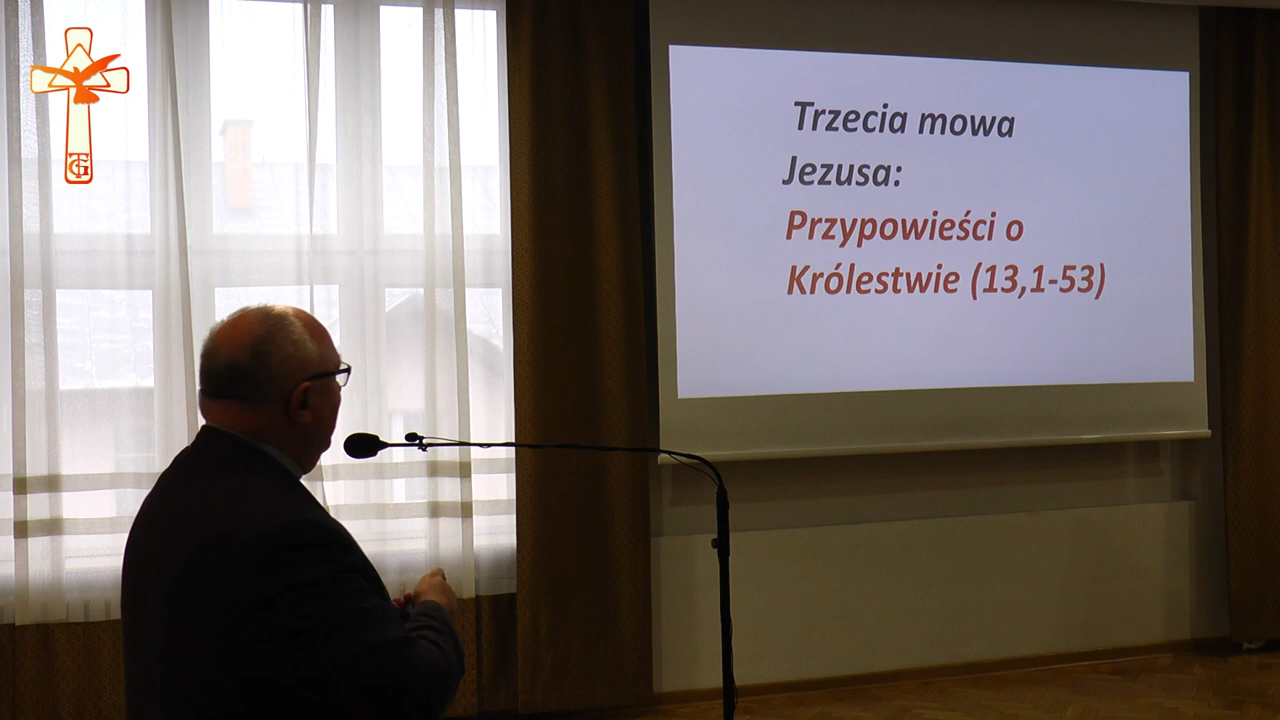 Trzecia mowa
Jezusa:
Przypowieści o
Królestwie (13,1-53)